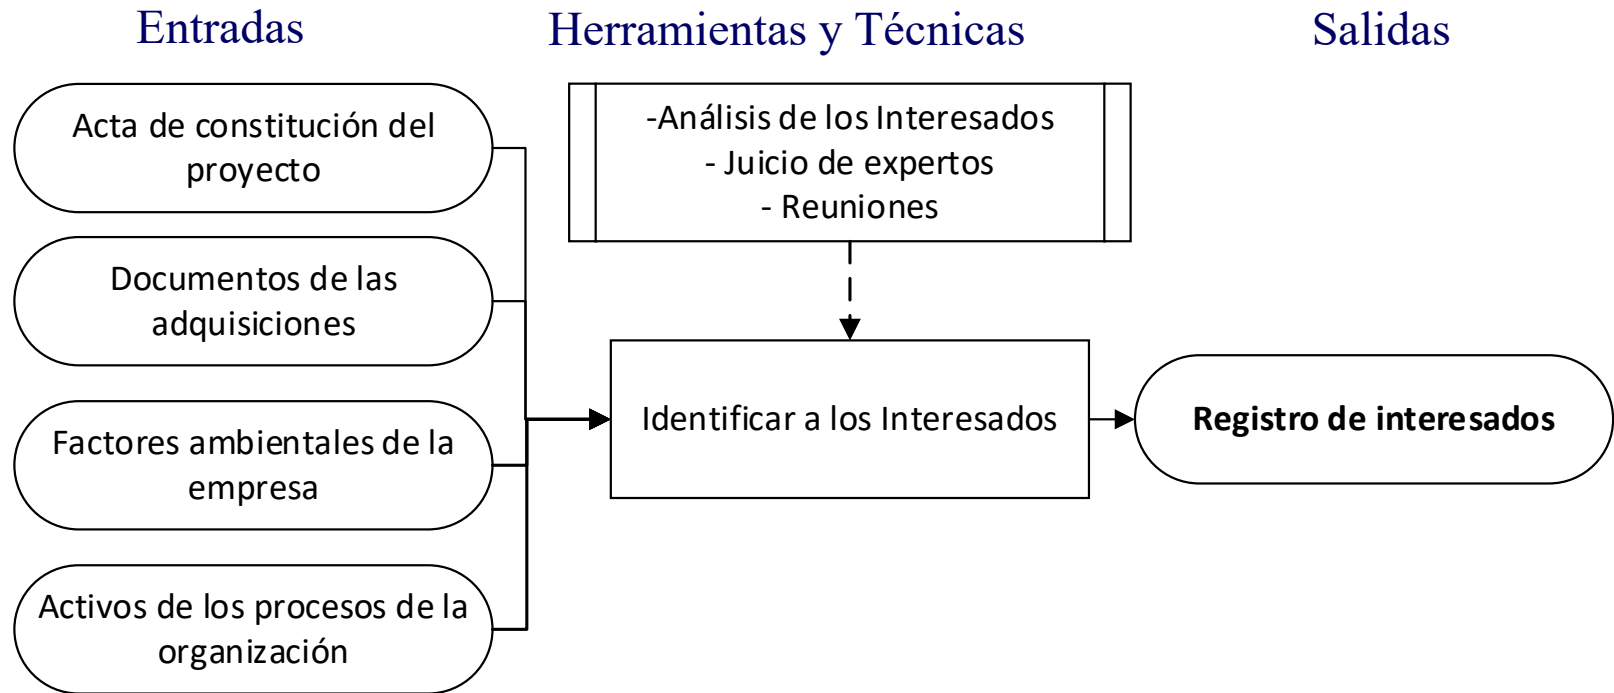 Entradas
Herramientas y Técnicas
Salidas
Acta de constitución del
proyecto
Documentos de las
adquisiciones
Factores ambientales de la
empresa
Activos de los procesos de la
organización
-Análisis de los Interesados
- Juicio de expertos
- Reuniones
Identificar a los Interesados
Registro de interesados